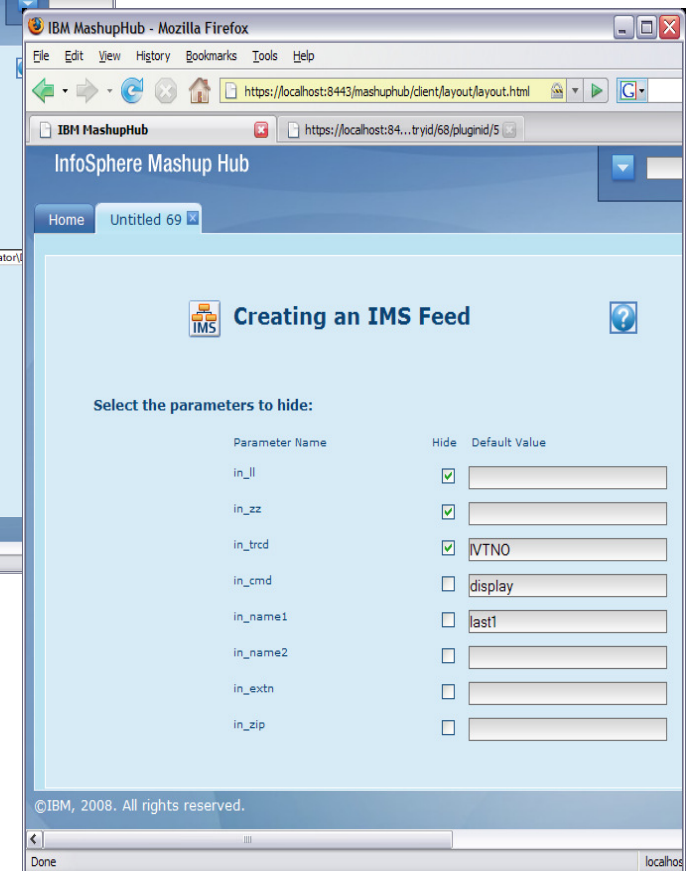 IBM MashupHub - Mozilla Firefox
File Edit View History Bookmarks Tools Help
https://localhost:8443/mashuphub/client/layout/layout.html G
IBM MashupHub https://localhost:84...tryid/68/pluginid/5
InfoSphere Mashup Hub
Home Untitled 69
IMS Creating an IMS Feed ?
Select the parameters to hide:
Parameter Name Hide Default Value
in_ll
in_zz
in_trcd IVTNO
in_cmd display
in_name1 last1
in_name2
in_extn
in_zip
©IBM, 2008. All rights reserved.
Done localhos